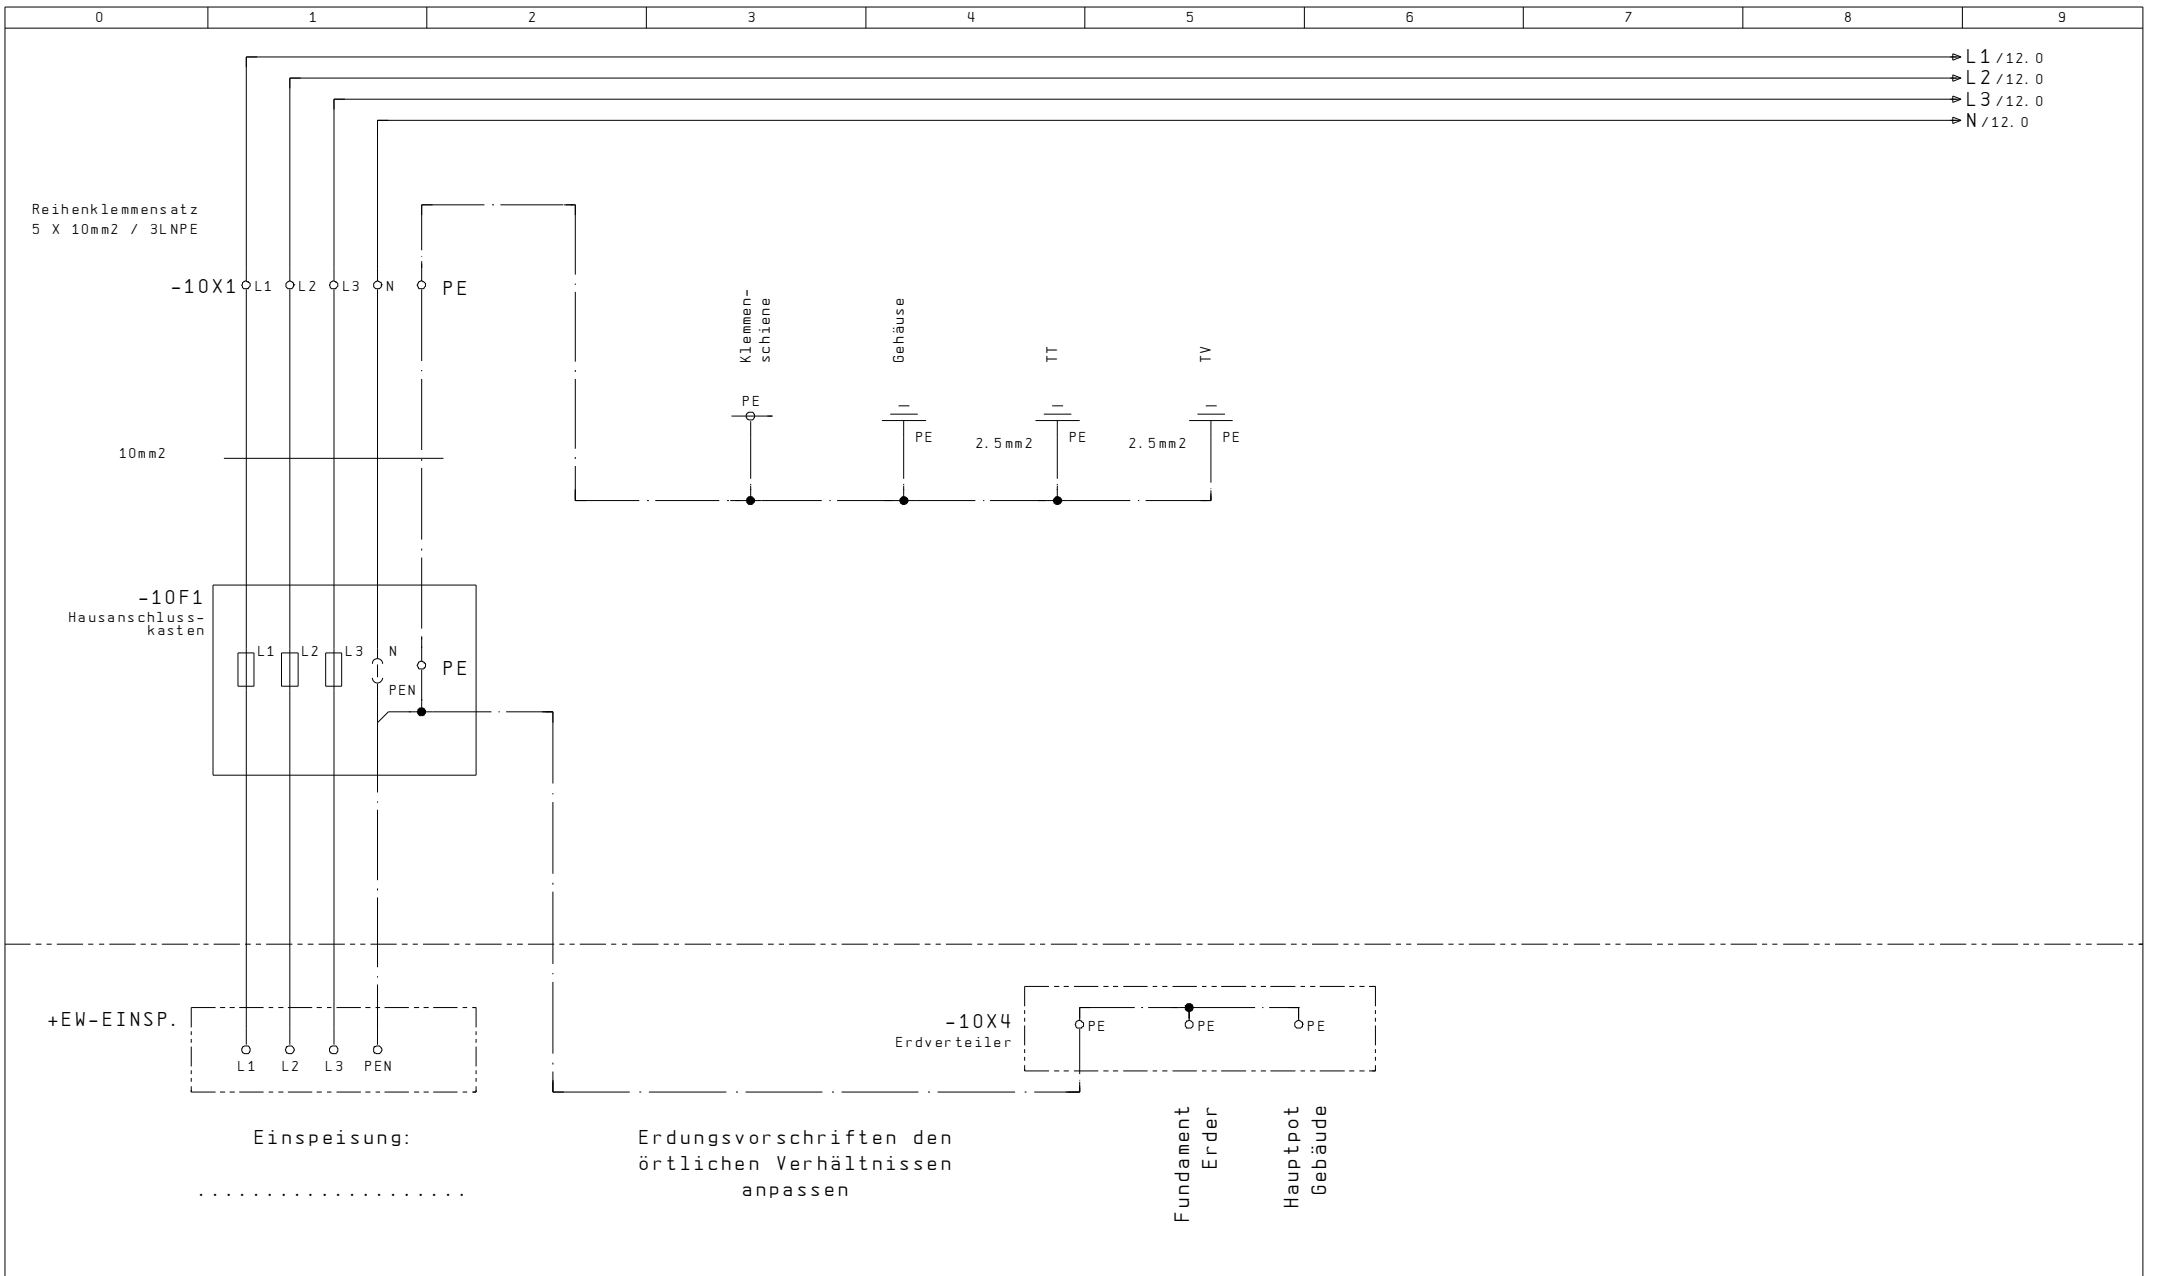 0 1 2 3 4 5 6 7 8 9
L1 /12.0
L2 /12.0
L3 /12.0
N /12.0
Reihenklemmensatz
5 X 10mm2 / 3LNPE
-10X1 L1 L2 L3 N PE
Klemmen-
schiene
Gehäuse
TT
TV
PE
PE
2.5mm2 PE
2.5mm2 PE
10mm2
-10F1
Hausanschluss-
kasten
L1 L2 L3 N
PE
PEN
+EW-EINSP.
L1 L2 L3 PEN
-10X4
Erdverteiler
PE PE PE
Einspeisung:
....................
Erdungsvorschriften den
örtlichen Verhältnissen
anpassen
Fundament
Erder
Hauptpot
Gebäude